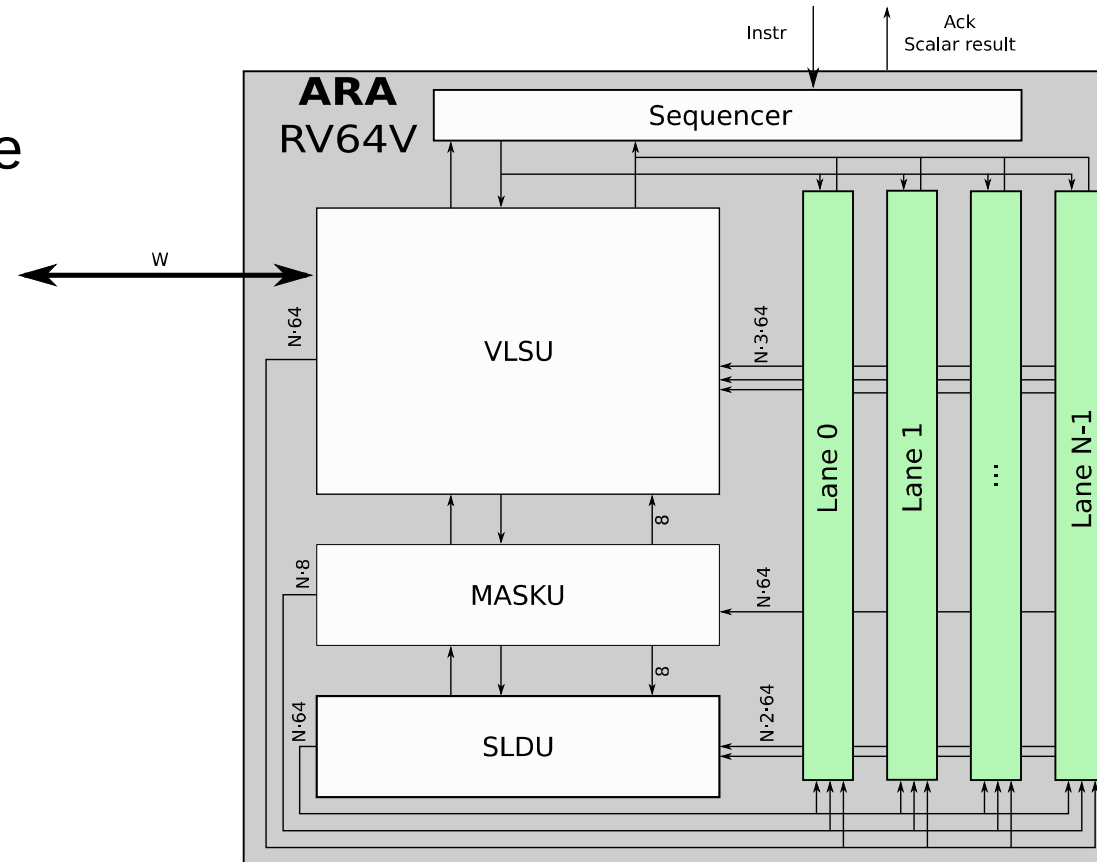 Instr
Ack
Scalar result
ARA
RV64V
Sequencer
e
W
N·64
VLSU
N·3·64
Lane 0
Lane 1
...
Lane N-1
8
N·8
MASKU
N·64
8
N·64
SLDU
N·2·64